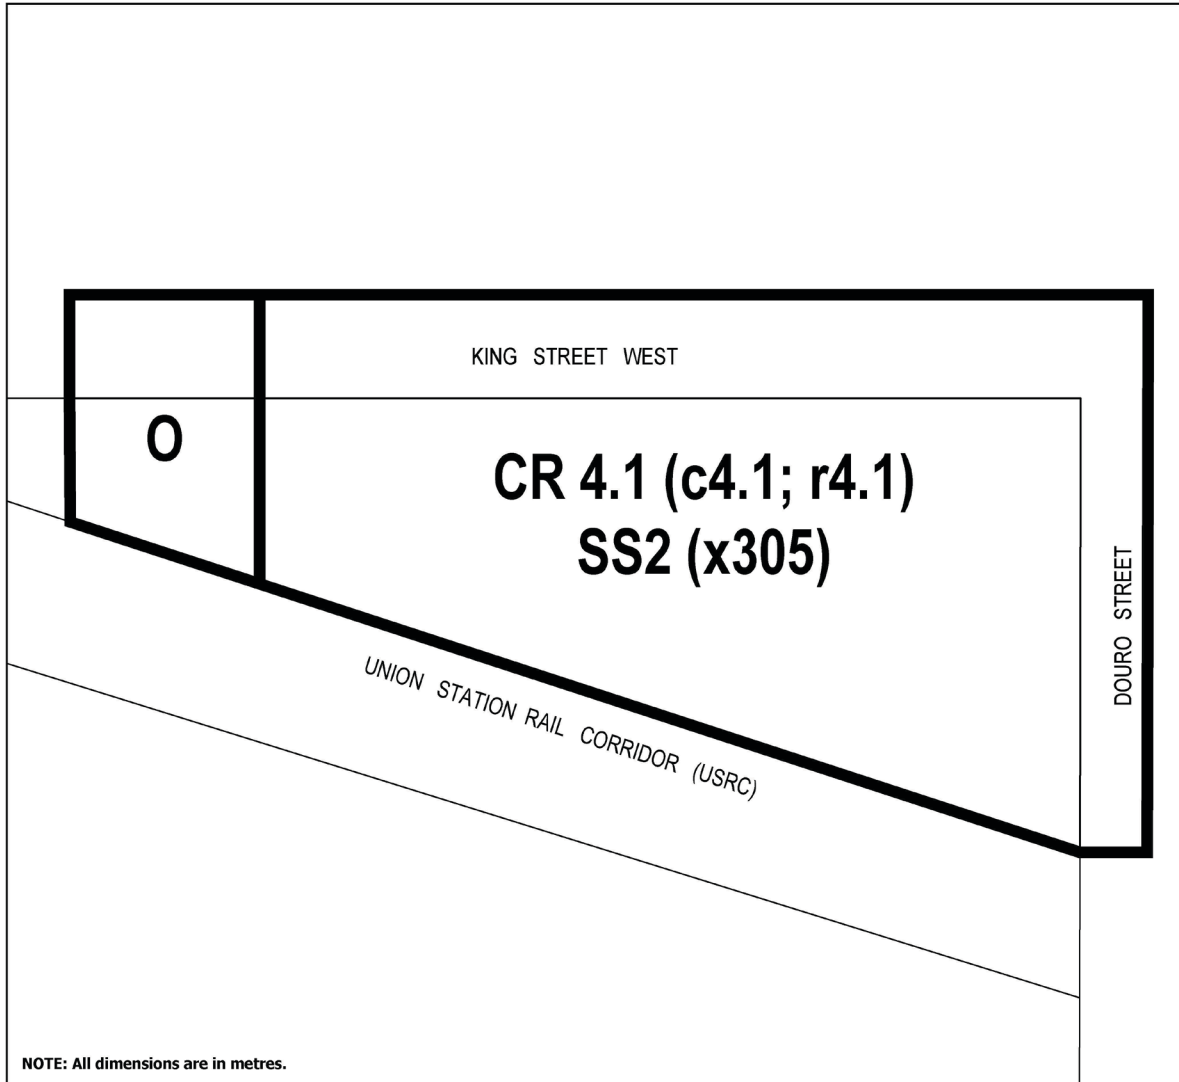 KING STREET WEST
O
CR 4.1 (c4.1; r4.1)
SS2 (x305)
DOURO STREET
UNION STATION RAIL CORRIDOR (USRC)
NOTE: All dimensions are in metres.